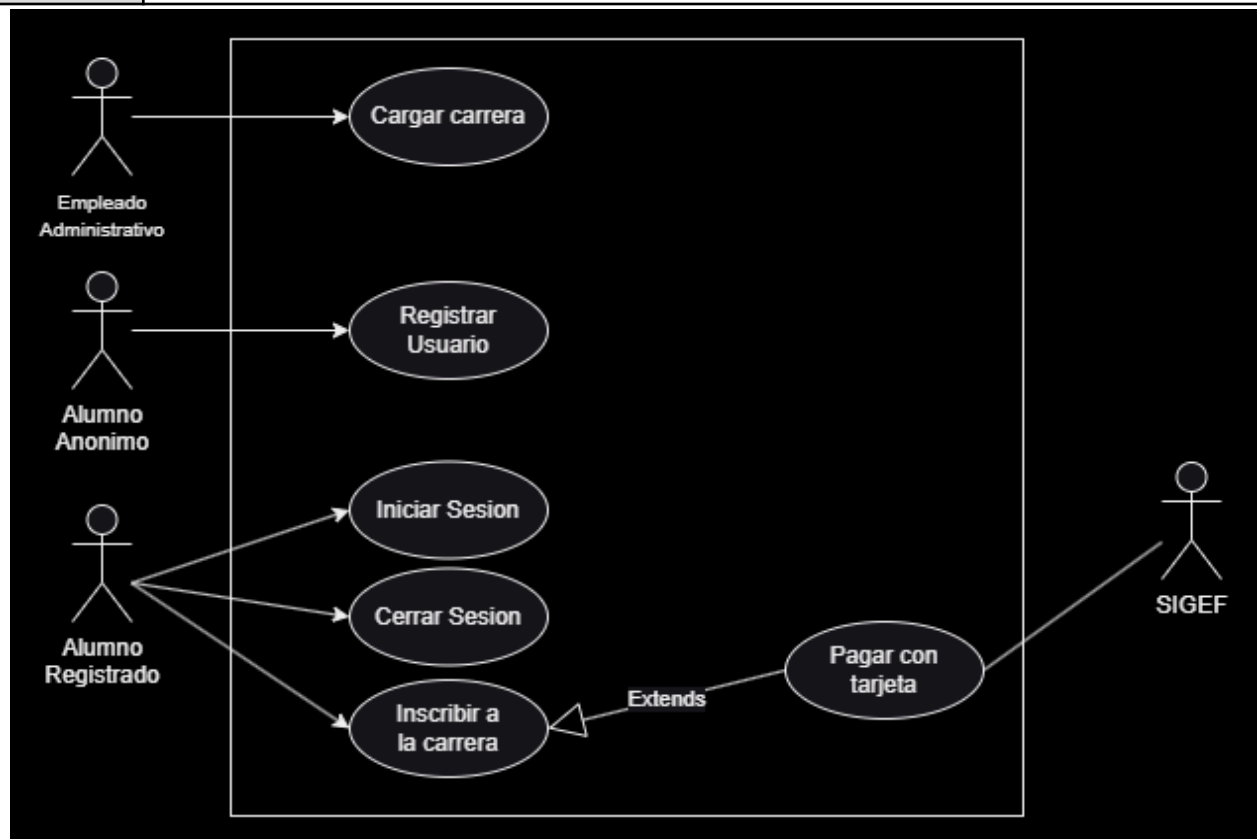 Cargar carrera
Empleado
Administrativo
Registrar
Usuario
Alumno
Anonimo
Iniciar Sesion
Cerrar Sesion
SIGEF
Alumno
Registrado
Pagar con
tarjeta
Extends
Inscribir a
la carrera